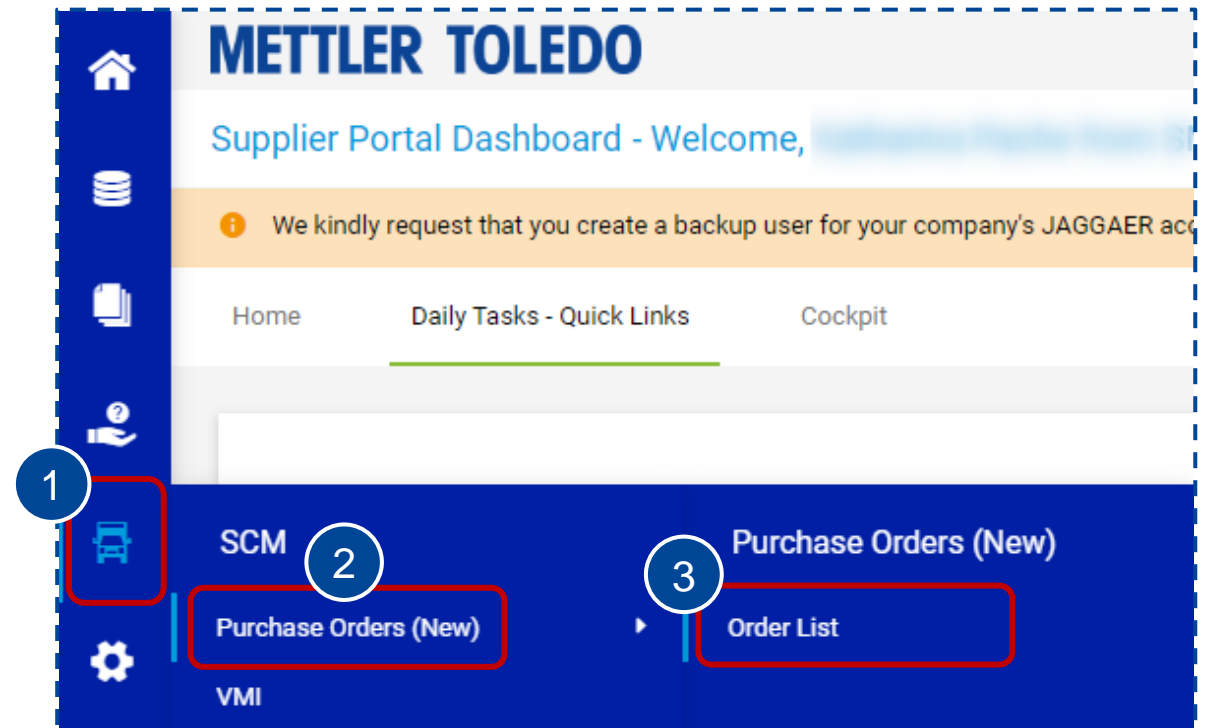 METTLER TOLEDO
Supplier Portal Dashboard - Welcome,
We kindly request that you create a backup user for your company's JAGGAER
Home Daily Tasks - Quick Links Cockpit
1
SCM Purchase Orders (New)
2 3
Purchase Orders (New) Order List
VMI